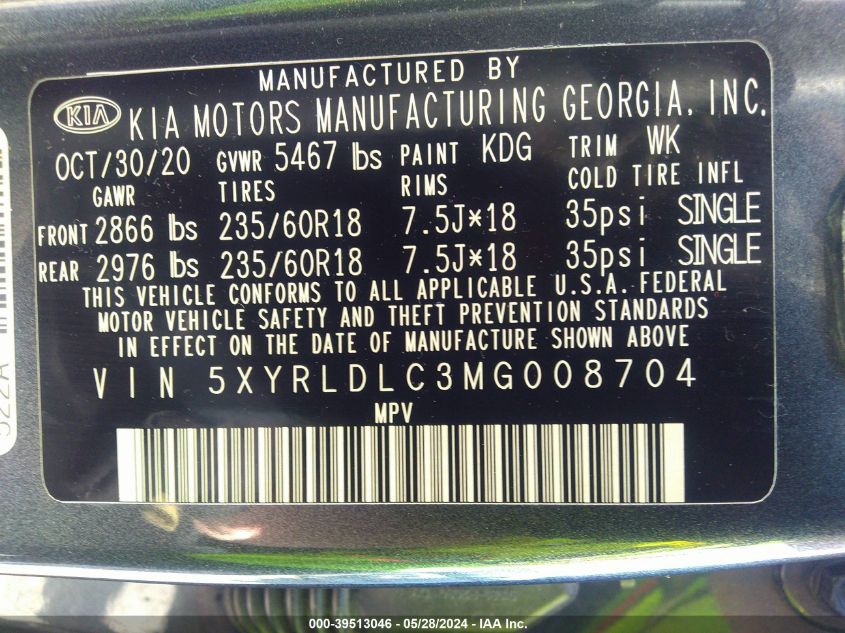 MANUFACTURED BY
KIA KIA MOTORS MANUFACTURING GEORGIA, INC.
OCT/30/20 GVWR 5467 lbs PAINT KDG TRIM WK
GAWR TIRES RIMS COLD TIRE INFL
FRONT 2866 lbs 235/60R18 7.5J*18 35psi SINGLE
REAR 2976 lbs 235/60R18 7.5J*18 35psi SINGLE
THIS VEHICLE CONFORMS TO ALL APPLICABLE U.S.A. FEDERAL
MOTOR VEHICLE SAFETY AND THEFT PREVENTION STANDARDS
IN EFFECT ON THE DATE OF MANUFACTURE SHOWN ABOVE
VIN 5XYRLDLC3MG008704
MPV
522A
000-39513046 - 05/28/2024 - IAA Inc.